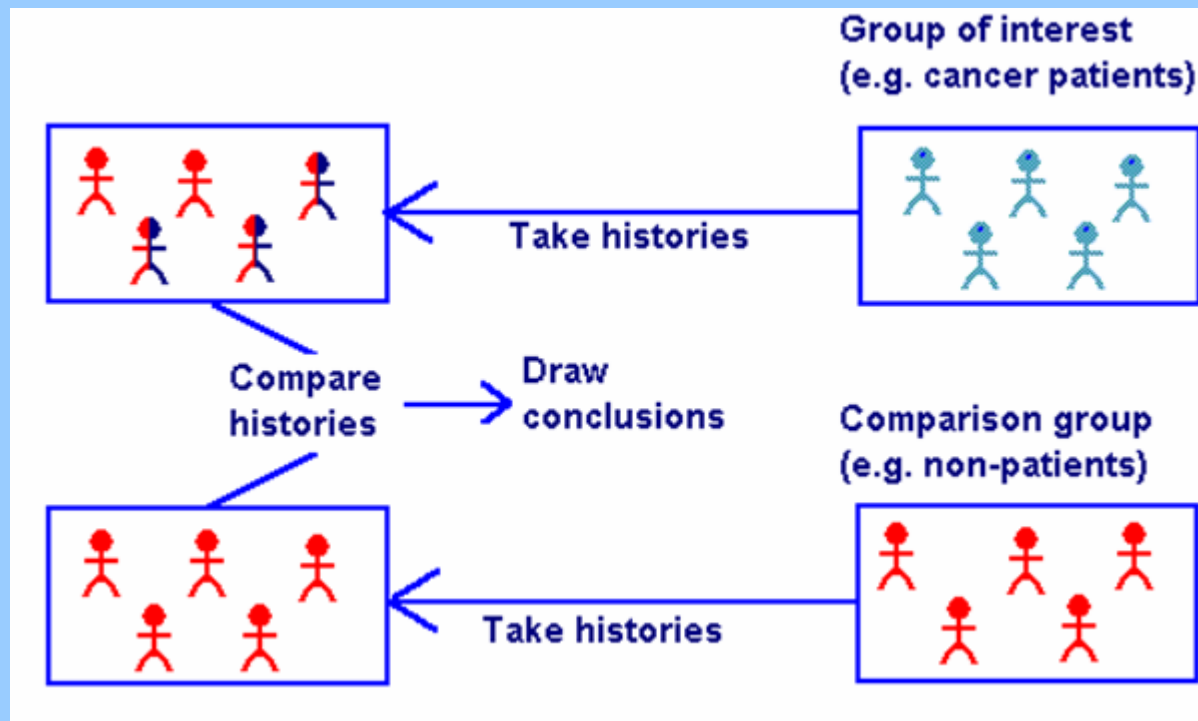 Group of interest
(e.g. cancer patients)
Take histories
Compare
histories
Draw
conclusions
Comparison group
(e.g. non-patients)
Take histories